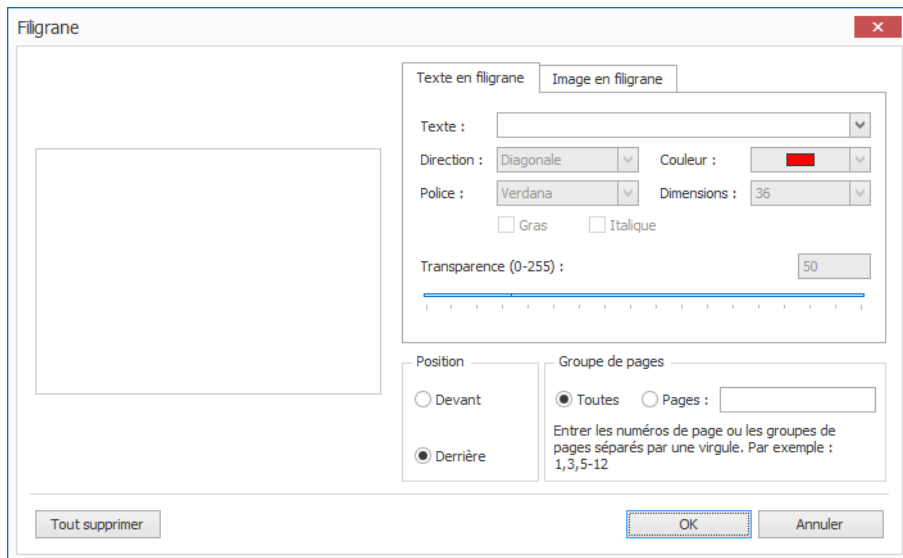 Filigrane
Texte en filigrane
Image en filigrane
Texte :
Direction : Diagonale Couleur :
Police : Verdana Dimensions : 36
Gras Italique
Transparence (0-255) : 50
Position
Devant
Derrière
Groupe de pages
Toutes Pages :
Entrer les numéros de page ou les groupes de
pages séparés par une virgule. Par exemple :
1,3,5-12
Tout supprimer OK Annuler